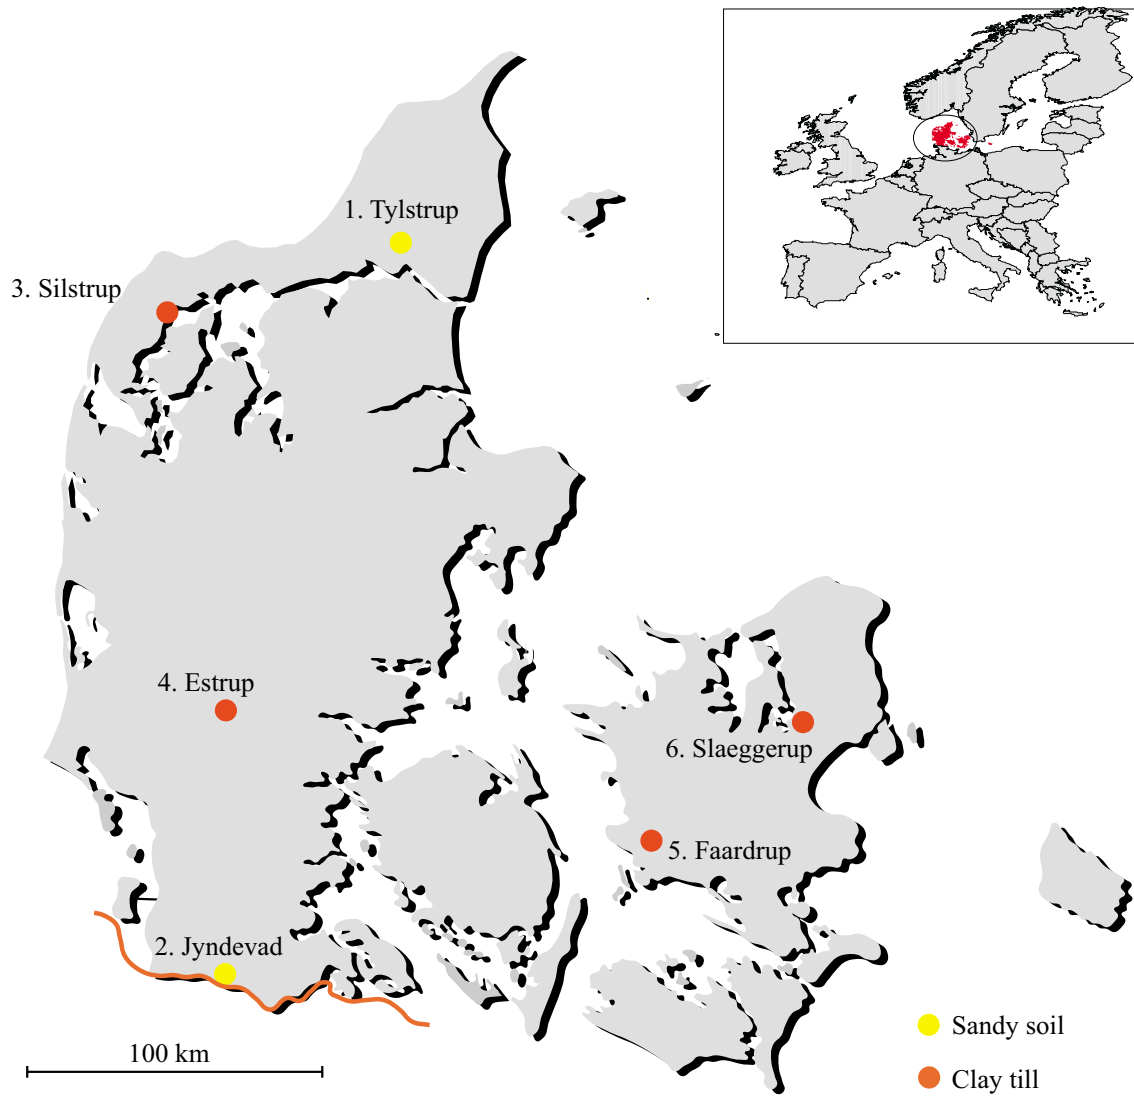 1. Tylstrup
3. Silstrup
4. Estrup
6. Slaeggerup
5. Faardrup
2. Jyndevad
Sandy soil
100 km
Clay till